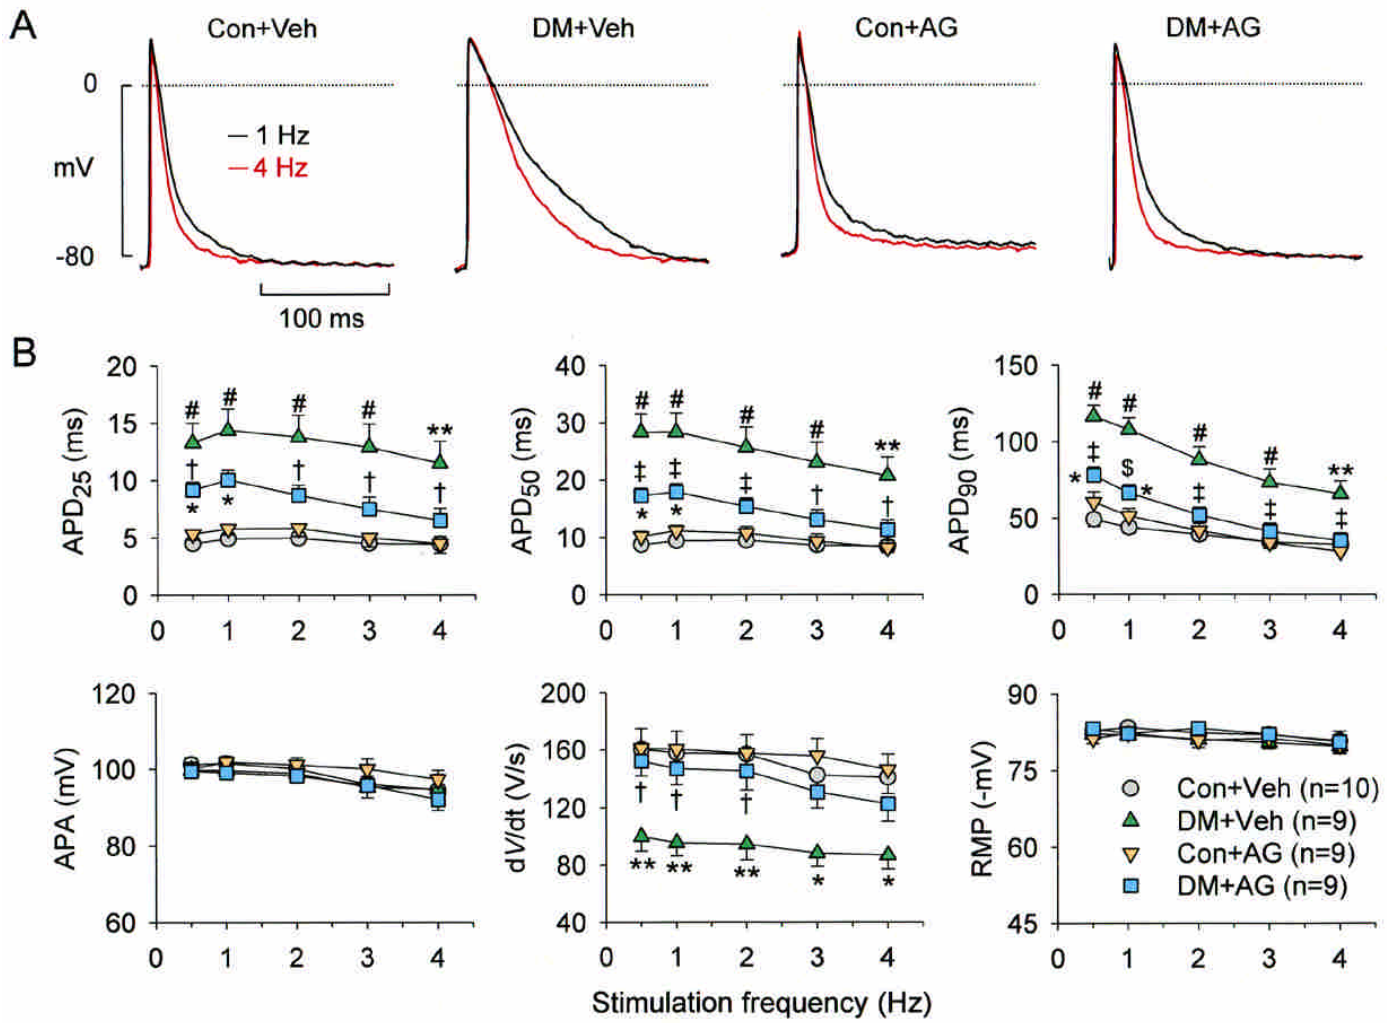 A
Con+Veh DM+Veh Con+AG DM+AG
0
1 Hz
mV
4 Hz
-80
100 ms
B
20 40 150
# # # # ** # # # # ** # # # # **
15 30 100
† † † † ‡ ‡ ‡ † † ‡ $ ‡ ‡ ‡
APD25 (ms) APD50 (ms) APD90 (ms)
10 20 50
* * * * * *
5 10
0 0 0
0 1 2 3 4 0 1 2 3 4 0 1 2 3 4
120 200 90
100 160 75
APA (mV) dV/dt (V/s) RMP (-mV)
† † †
Con+Veh (n=10)
DM+Veh (n=9)
80 120 60
Con+AG (n=9)
80
DM+AG (n=9)
** ** ** * *
60 40 45
0 1 2 3 4 0 1 2 3 4 0 1 2 3 4
Stimulation frequency (Hz)